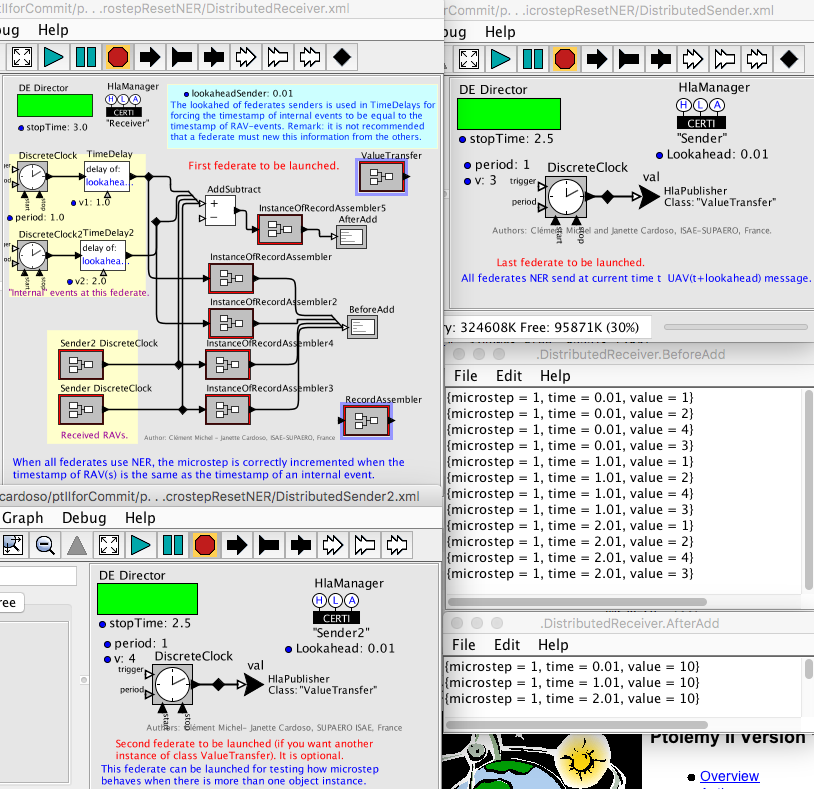 tIIforCommit/p. . .rostepResetNER/DistributedReceiver.xml
bug Help
DE Director
stopTime: 3.0
HlaManager
H L A
CERTI
"Receiver"
lookaheadSender: 0.01
The lookahed of federates senders is used in TimeDelays for
forcing the timestamp of internal events to be equal to the
timestamp of RAV-events. Remark: it is not recommended
that a federate must new this information from the others.
DiscreteClock
TimeDelay
delay of:
lookahea...
v1: 1.0
period: 1.0
start
stop
First federate to be launched.
ValueTransfer
AddSubtract
InstanceOfRecordAssembler5
AfterAdd
DiscreteClock2
TimeDelay2
delay of:
lookahea...
v2: 2.0
"Internal" events at this federate.
InstanceOfRecordAssembler
InstanceOfRecordAssembler2
BeforeAdd
Sender2 DiscreteClock
InstanceOfRecordAssembler4
Sender DiscreteClock
InstanceOfRecordAssembler3
RecordAssembler
Received RAVs.
Author: Clément Michel - Janette Cardoso, ISAE-SUPAERO, France
When all federates use NER, the microstep is correctly incremented when the
timestamp of RAV(s) is the same as the timestamp of an internal event.
.icrostepResetNER/DistributedSender.xml
bug Help
DE Director
stopTime: 2.5
HlaManager
H L A
CERTI
"Sender"
Lookahead: 0.01
period: 1
v: 3
DiscreteClock
trigger
period
start
stop
val
HlaPublisher
Class: "ValueTransfer"
Authors: Clément Michel and Janette Cardoso, ISAE-SUPAERO, France.
Last federate to be launched.
All federates NER send at current time t UAV(t+lookahead) message.
y: 324608K Free: 95871K (30%)
.DistributedReceiver.BeforeAdd
File Edit Help
{microstep = 1, time = 0.01, value = 1}
{microstep = 1, time = 0.01, value = 2}
{microstep = 1, time = 0.01, value = 4}
{microstep = 1, time = 0.01, value = 3}
{microstep = 1, time = 1.01, value = 1}
{microstep = 1, time = 1.01, value = 2}
{microstep = 1, time = 1.01, value = 4}
{microstep = 1, time = 1.01, value = 3}
{microstep = 1, time = 2.01, value = 1}
{microstep = 1, time = 2.01, value = 2}
{microstep = 1, time = 2.01, value = 4}
{microstep = 1, time = 2.01, value = 3}
cardoso/ptIIforCommit/p. . .crostepResetNER/DistributedSender2.xml
Graph Debug Help
ree
DE Director
stopTime: 2.5
HlaManager
H L A
CERTI
"Sender2"
Lookahead: 0.01
period: 1
v: 4
DiscreteClock
trigger
period
start
stop
val
HlaPublisher
Class: "ValueTransfer"
Authors: Clément Michel- Janette Cardoso, SUPAERO ISAE, France
Second federate to be launched (if you want another
instance of class ValueTransfer). It is optional.
This federate can be launched for testing how microstep
behaves when there is more than one object instance.
.DistributedReceiver.AfterAdd
File Edit Help
{microstep = 1, time = 0.01, value = 10}
{microstep = 1, time = 1.01, value = 10}
{microstep = 1, time = 2.01, value = 10}
Ptolemy II Version
Overview